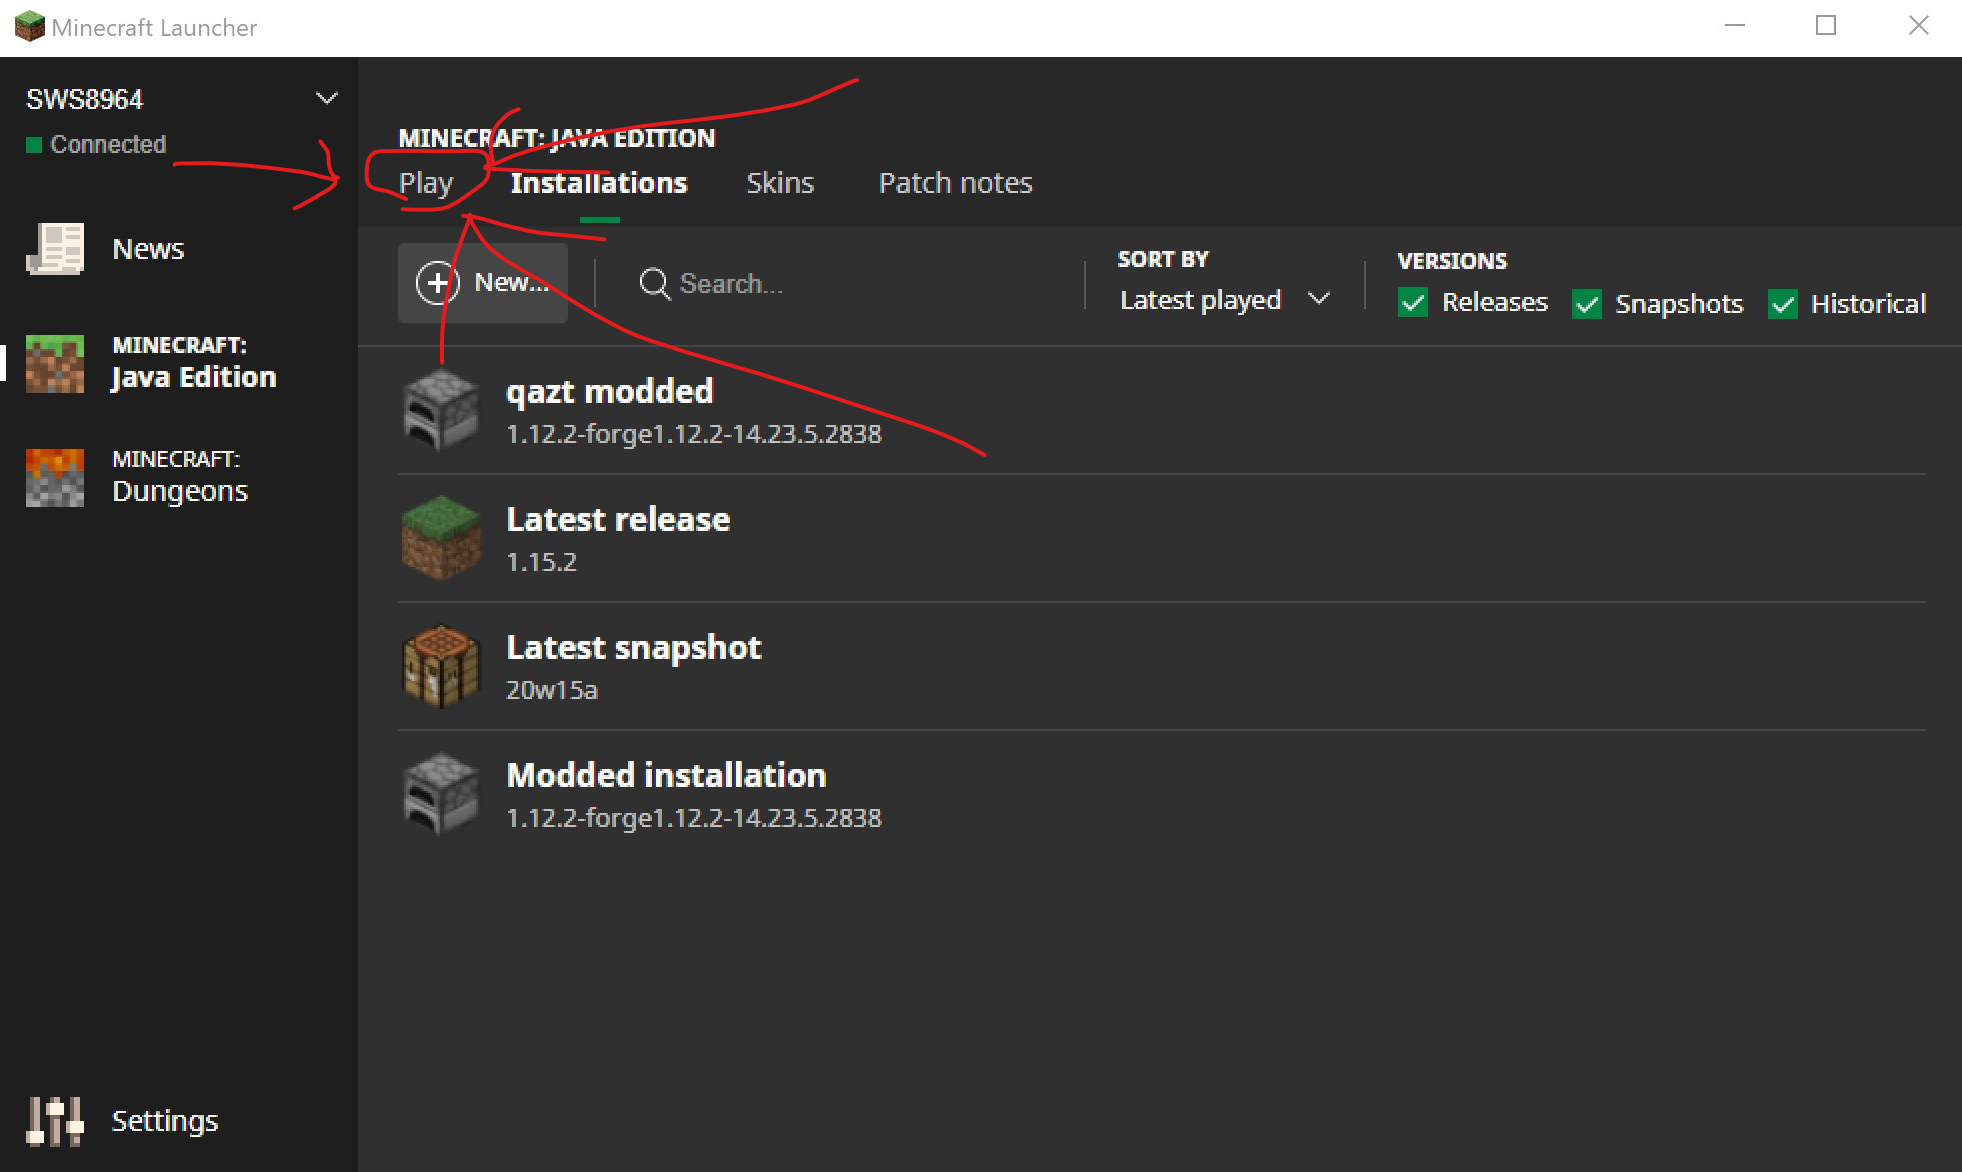 Minecraft Launcher
SWS8964
Connected
News
MINECRAFT:
Java Edition
MINECRAFT:
Dungeons
Settings
MINECRAFT: JAVA EDITION
Play Installations Skins Patch notes
New... Search...
SORT BY
Latest played
VERSIONS
Releases Snapshots Historical
qazt modded
1.12.2-forge1.12.2-14.23.5.2838
Latest release
1.15.2
Latest snapshot
20w15a
Modded installation
1.12.2-forge1.12.2-14.23.5.2838